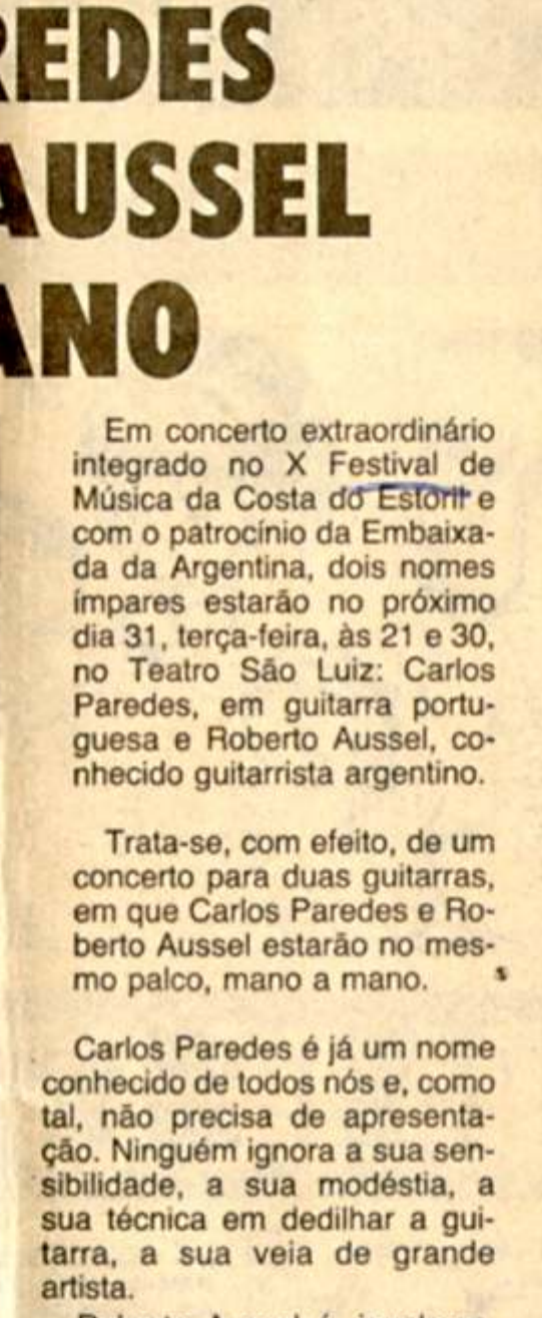 REDES
AUSSEL
ANO
Em concerto extraordinário
integrado no X Festival de
Música da Costa do Estoril e
com o patrocínio da Embaixa-
da da Argentina, dois nomes
ímpares estarão no próximo
dia 31, terça-feira, às 21 e 30,
no Teatro São Luiz: Carlos
Paredes, em guitarra portu-
guesa e Roberto Aussel, co-
nhecido guitarrista argentino.
Trata-se, com efeito, de um
concerto para duas guitarras,
em que Carlos Paredes e Ro-
berto Aussel estarão no mes-
mo palco, mano a mano.
Carlos Paredes é já um nome
conhecido de todos nós e, como
tal, não precisa de apresenta-
ção. Ninguém ignora a sua sen-
sibilidade, a sua modéstia, a
sua técnica em dedilhar a gui-
tarra, a sua veia de grande
artista.